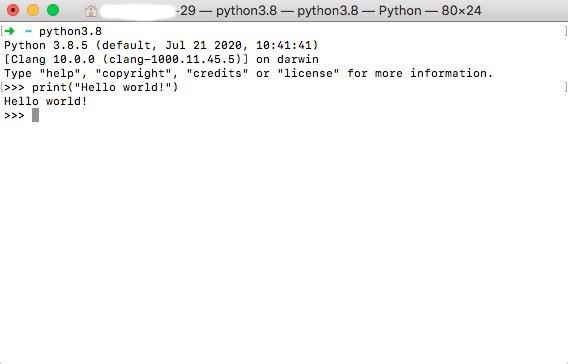 -29 — python3.8 — python3.8 — Python — 80×24
[➜ ~ python3.8 ]
Python 3.8.5 (default, Jul 21 2020, 10:41:41)
[Clang 10.0.0 (clang-1000.11.45.5)] on darwin
Type "help", "copyright", "credits" or "license" for more information.
[>>> print("Hello world!") ]
Hello world!
>>>